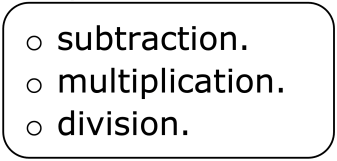 ○ subtraction.
○ multiplication.
○ division.